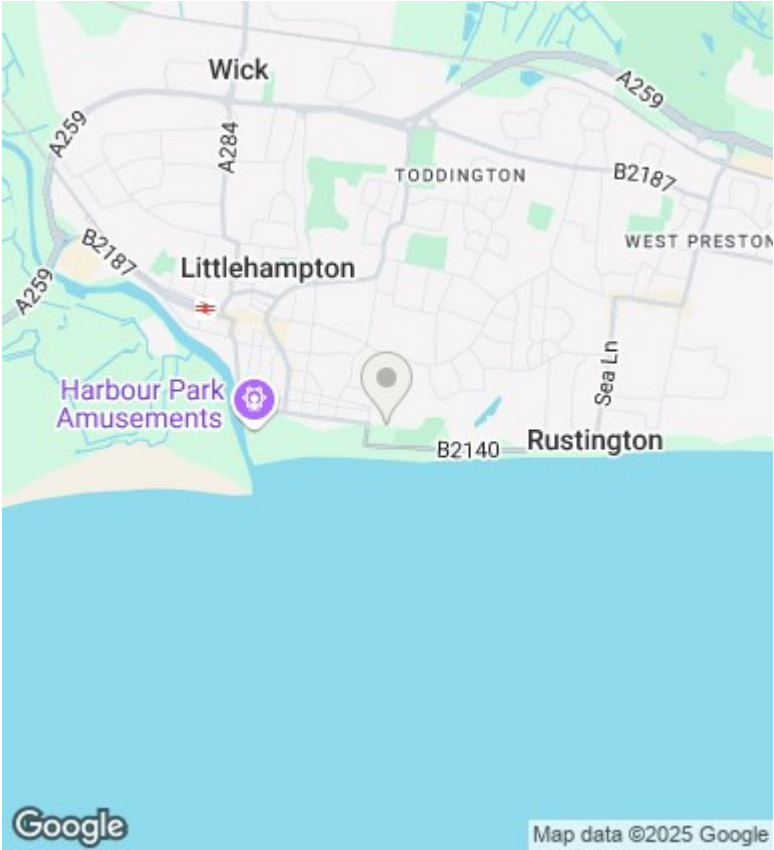 Wick
A259
A259
A284
TODDINGTON
B2187
WEST PRESTON
B2187
Littlehampton
A259
Sea Ln
Harbour Park
Amusements
B2140
Rustington
Google
Map data ©2025 Google